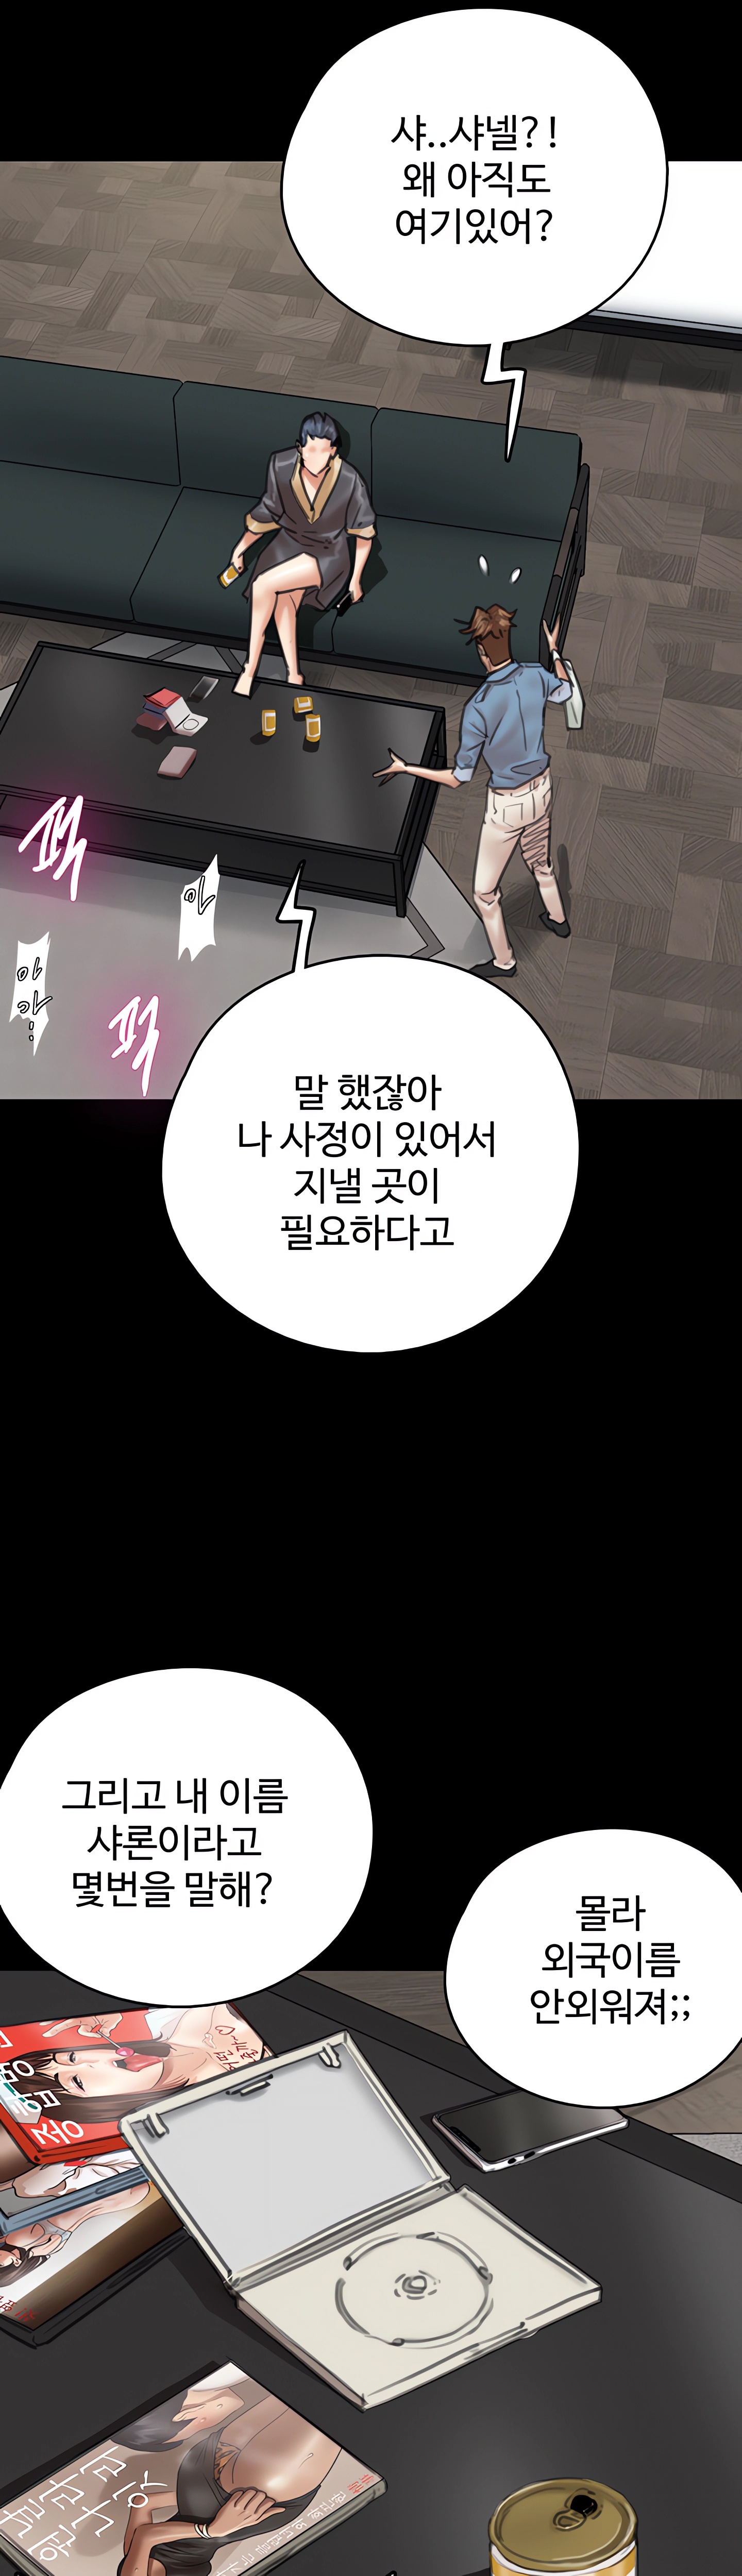 샤..샤넬?!
왜 아직도
여기있어?
퍽
아
아
아..
퍽
말 했잖아
나 사정이 있어서
지낼 곳이
필요하다고
그리고 내 이름
샤론이라고
몇번을 말해?
몰라
외국이름
안외워져;;